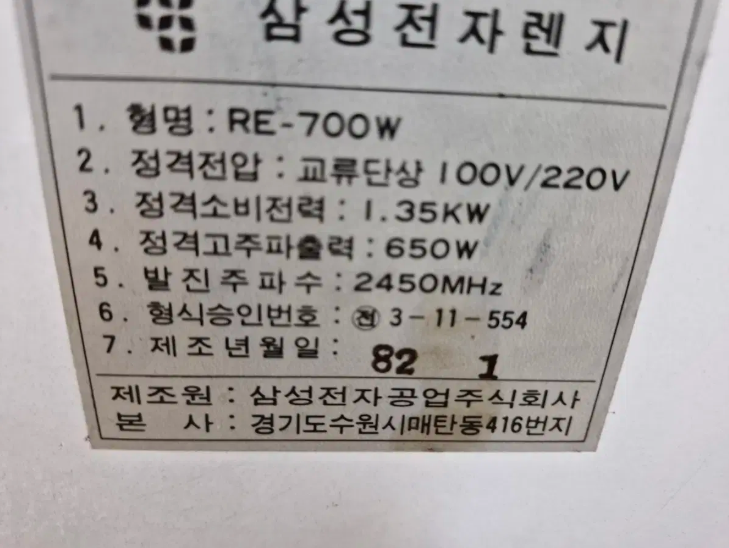 삼성전자렌지
1. 형명 : RE-700W
2. 정격전압 : 교류단상 100V/220V
3. 정격소비전력 : 1.35KW
4. 정격고주파출력 : 650W
5. 발진주파수 : 2450MHz
6. 형식승인번호 : ㉠ 3-11-554
7. 제조년월일 : 82 1
제조원 : 삼성전자공업주식회사
본 사 : 경기도수원시매탄동416번지